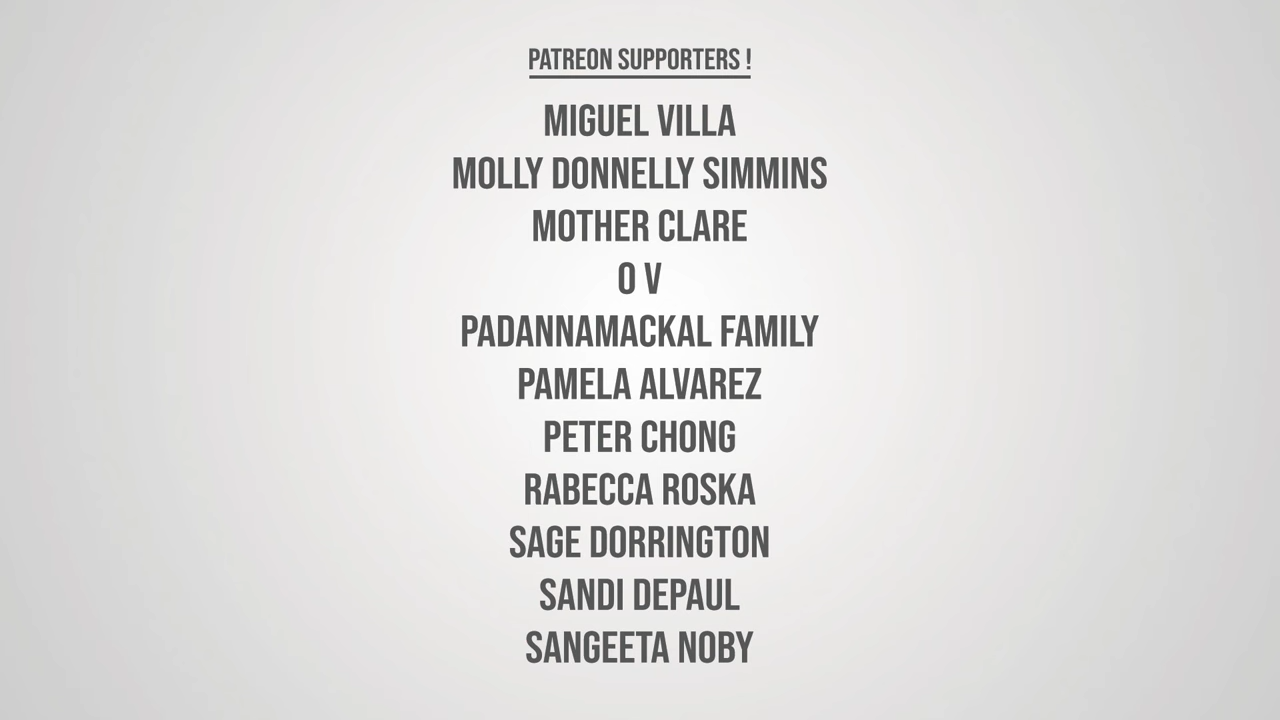 PATREON SUPPORTERS !
MIGUEL VILLA
MOLLY DONNELLY SIMMINS
MOTHER CLARE
O V
PADANNAMACKAL FAMILY
PAMELA ALVAREZ
PETER CHONG
RABECCA ROSKA
SAGE DORRINGTON
SANDI DEPAUL
SANGEETA NOBY